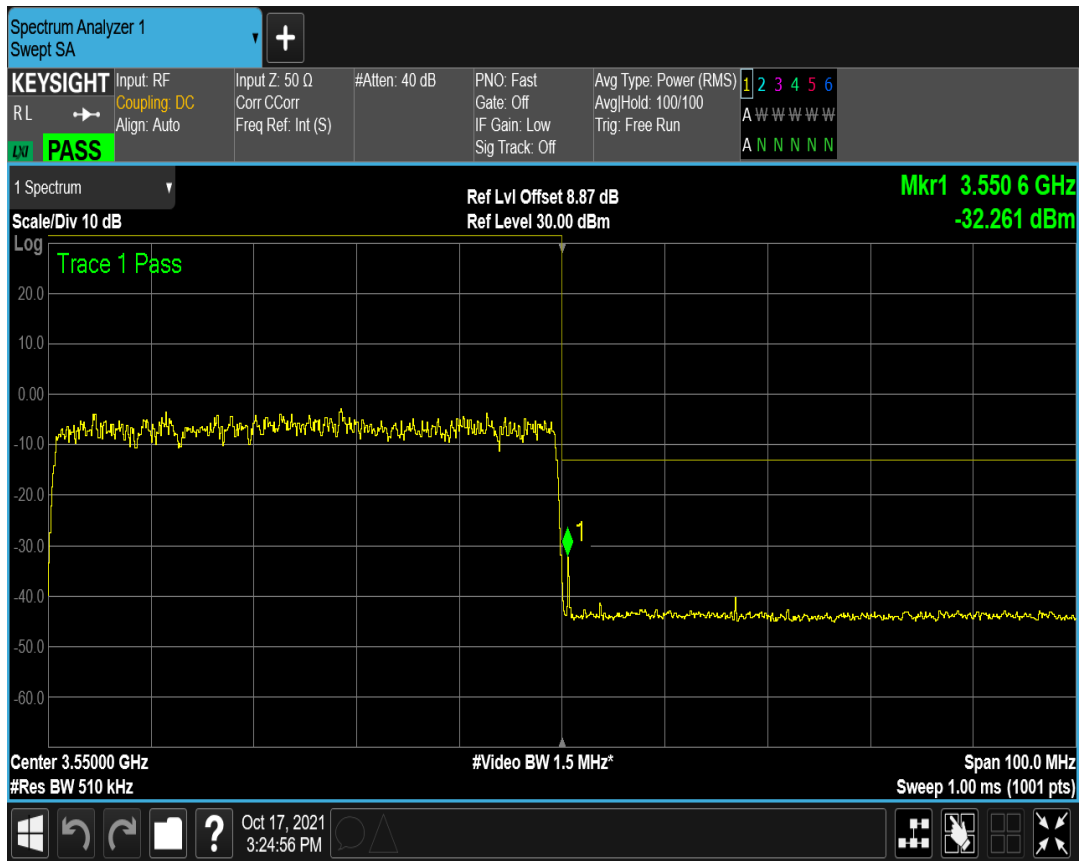 Spectrum Analyzer 1
Swept SA
+
KEYSIGHT
RL
LXI PASS
Input: RF
Coupling: DC
Align: Auto
Input Z: 50 Ω
Corr CCorr
Freq Ref: Int (S)
#Atten: 40 dB
PNO: Fast
Gate: Off
IF Gain: Low
Sig Track: Off
Avg Type: Power (RMS)
Avg|Hold: 100/100
Trig: Free Run
1 2 3 4 5 6
A W W W W W
A N N N N N
1 Spectrum
Scale/Div 10 dB
Ref Lvl Offset 8.87 dB
Ref Level 30.00 dBm
Mkr1 3.550 6 GHz
-32.261 dBm
Log
Trace 1 Pass
20.0
10.0
0.00
-10.0
-20.0
-30.0
-40.0
-50.0
-60.0
1
Center 3.55000 GHz
#Res BW 510 kHz
#Video BW 1.5 MHz*
Span 100.0 MHz
Sweep 1.00 ms (1001 pts)
?
Oct 17, 2021
3:24:56 PM